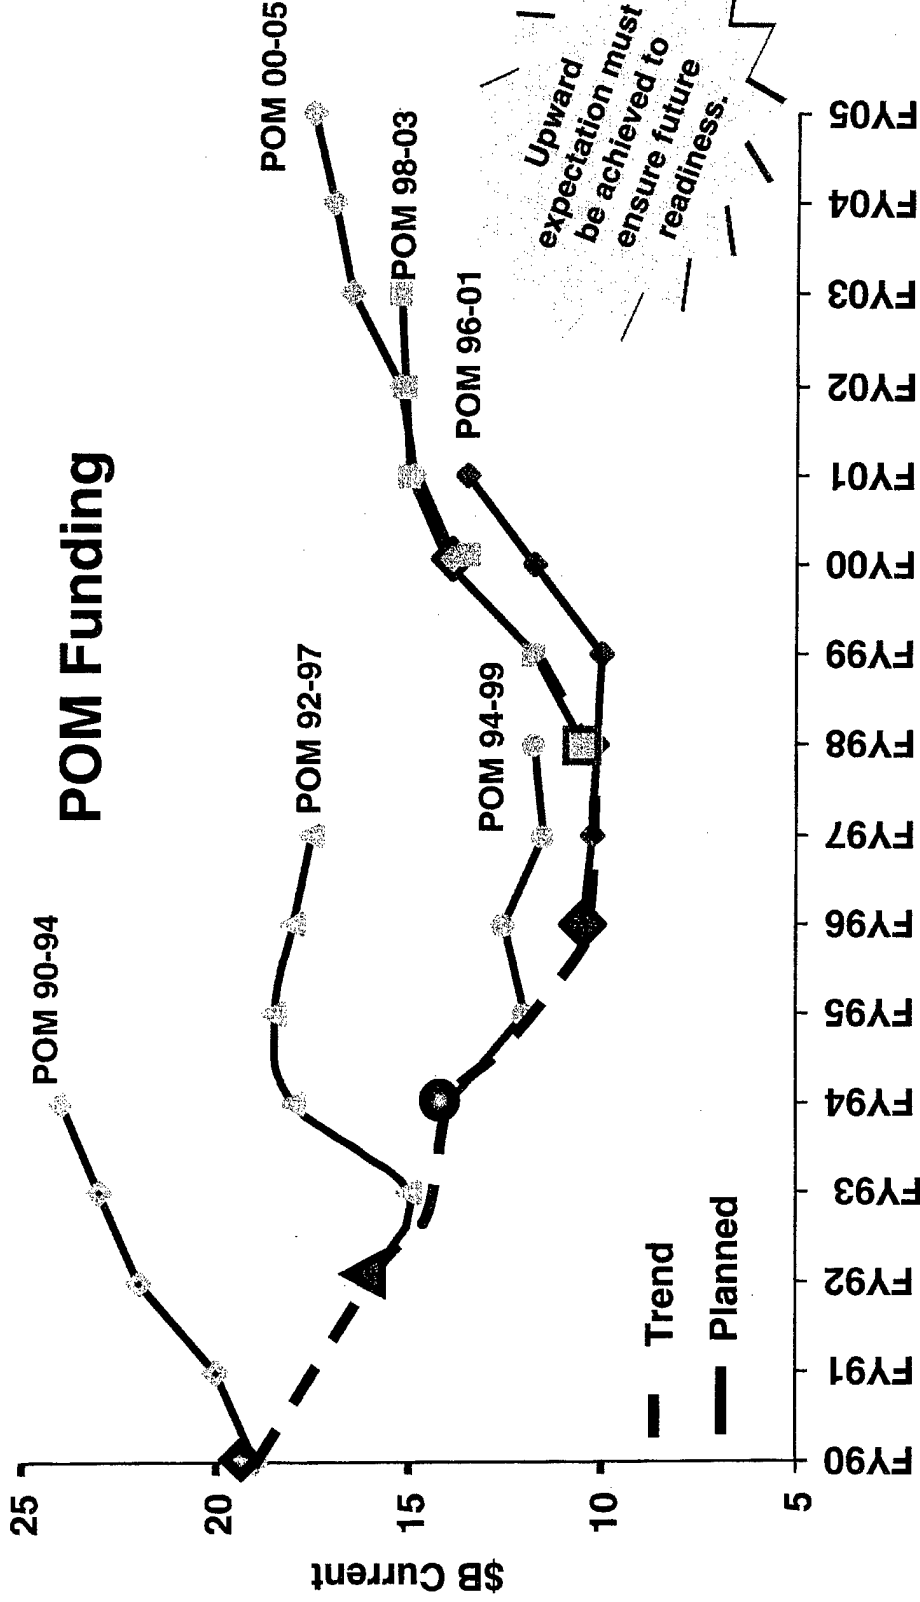 POM Funding
$B Current
25
20
15
10
5
POM 90-94
POM 92-97
POM 94-99
POM 96-01
POM 98-03
POM 00-05
Trend
Planned
Upward
expectation must
be achieved to
ensure future
readiness.
FY90
FY91
FY92
FY93
FY94
FY95
FY96
FY97
FY98
FY99
FY00
FY01
FY02
FY03
FY04
FY05